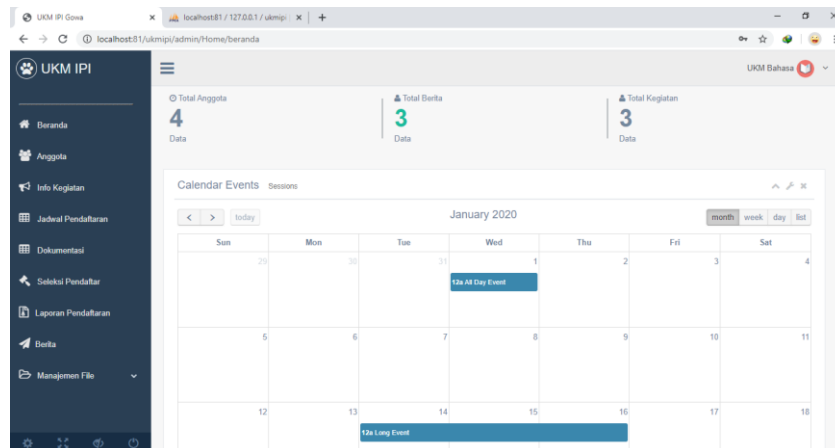 UKM IPI Gowa
localhost:81 / 127.0.0.1 / ukmipi
localhost:81/ukmipi/admin/Home/beranda
UKM IPI
UKM Bahasa
Beranda
Anggota
Info Kegiatan
Jadwal Pendaftaran
Dokumentasi
Seleksi Pendaftar
Laporan Pendaftaran
Berita
Manajemen File
Total Anggota
4
Data
Total Berita
3
Data
Total Kegiatan
3
Data
Calendar Events Sessions
today
January 2020
month week day list
Sun Mon Tue Wed Thu Fri Sat
29 30 31 1 2 3 4
12a All Day Event
5 6 7 8 9 10 11
12 13 14 15 16 17 18
12a Long Event